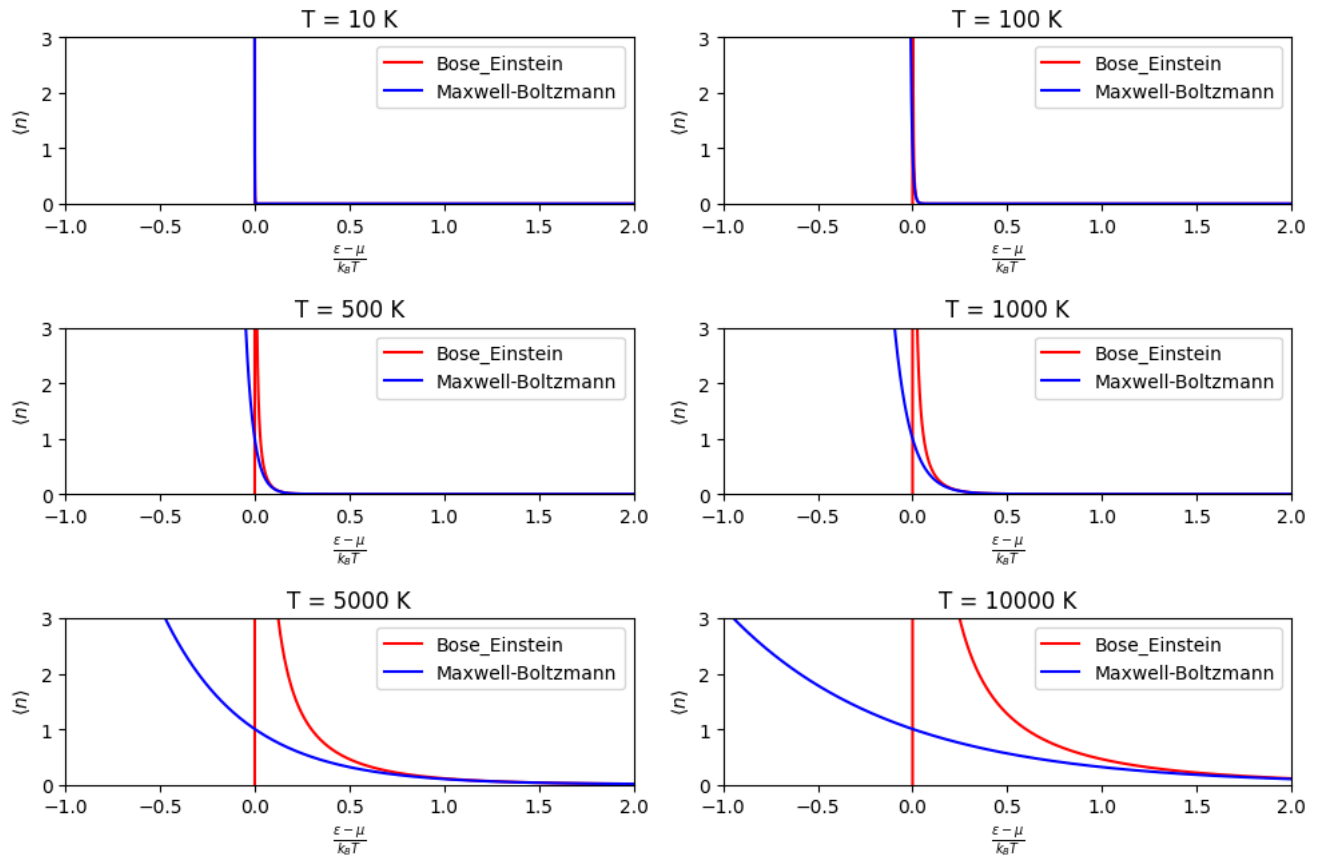 T = 10 K
3
2
1
0
⟨n⟩
Bose_Einstein
Maxwell-Boltzmann
−1.0 −0.5 0.0 0.5 1.0 1.5 2.0
ε − μ
k_B T
T = 100 K
3
2
1
0
⟨n⟩
Bose_Einstein
Maxwell-Boltzmann
−1.0 −0.5 0.0 0.5 1.0 1.5 2.0
ε − μ
k_B T
T = 500 K
3
2
1
0
⟨n⟩
Bose_Einstein
Maxwell-Boltzmann
−1.0 −0.5 0.0 0.5 1.0 1.5 2.0
ε − μ
k_B T
T = 1000 K
3
2
1
0
⟨n⟩
Bose_Einstein
Maxwell-Boltzmann
−1.0 −0.5 0.0 0.5 1.0 1.5 2.0
ε − μ
k_B T
T = 5000 K
3
2
1
0
⟨n⟩
Bose_Einstein
Maxwell-Boltzmann
−1.0 −0.5 0.0 0.5 1.0 1.5 2.0
ε − μ
k_B T
T = 10000 K
3
2
1
0
⟨n⟩
Bose_Einstein
Maxwell-Boltzmann
−1.0 −0.5 0.0 0.5 1.0 1.5 2.0
ε − μ
k_B T